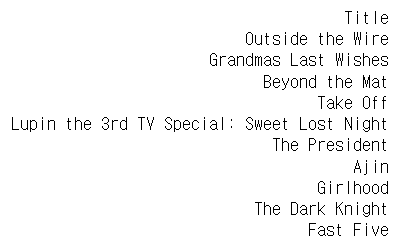 Title
Outside the Wire
Grandmas Last Wishes
Beyond the Mat
Take Off
Lupin the 3rd TV Special: Sweet Lost Night
The President
Ajin
Girlhood
The Dark Knight
Fast Five